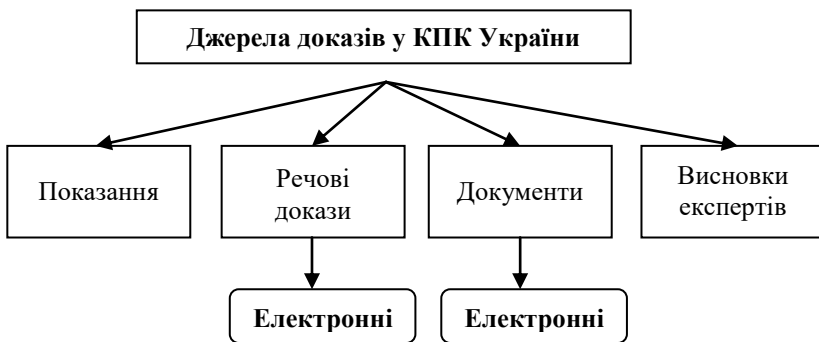 Джерела доказів у КПК України
Показання
Речові
докази
Документи
Висновки
експертів
Електронні
Електронні